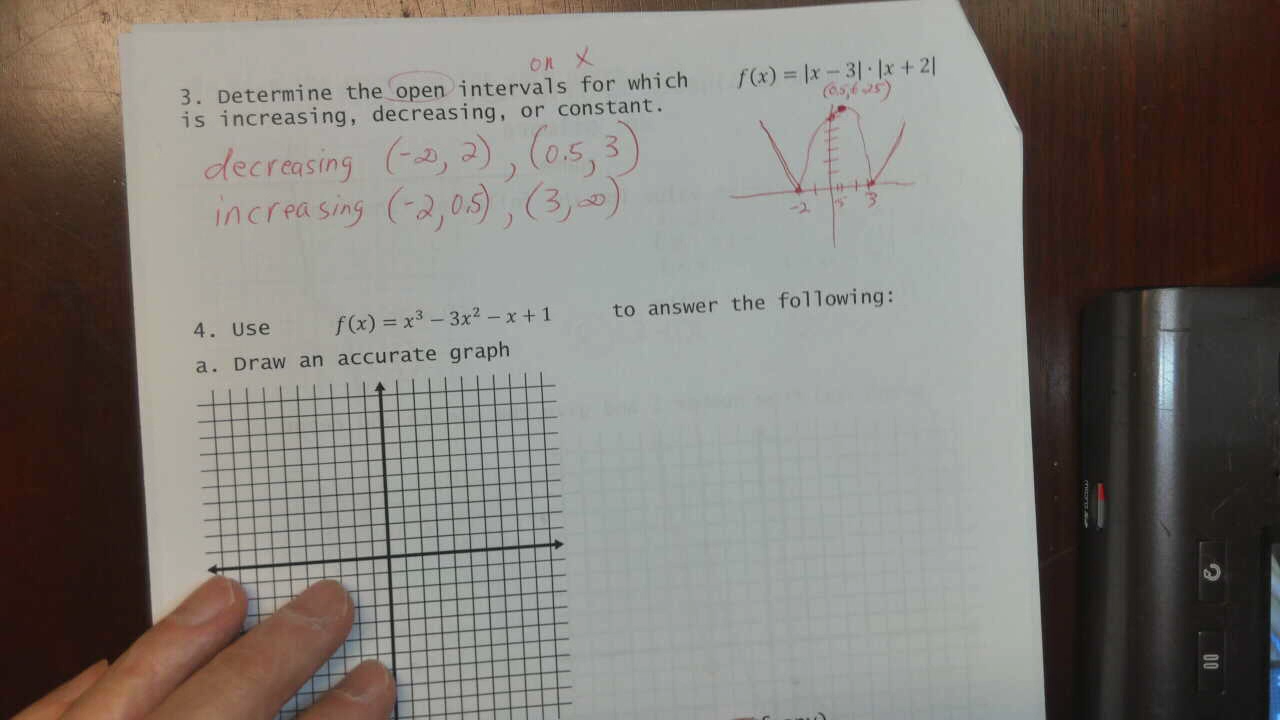 on x
3. Determine the open intervals for which f(x) = |x − 3| · |x + 2|
is increasing, decreasing, or constant.
(0.5, 6.25)
decreasing (-∞, 2), (0.5, 3)
increasing (-2, 0.5), (3, ∞)
-2 .5 3
4. Use f(x) = x³ − 3x² − x + 1 to answer the following:
a. Draw an accurate graph
micro